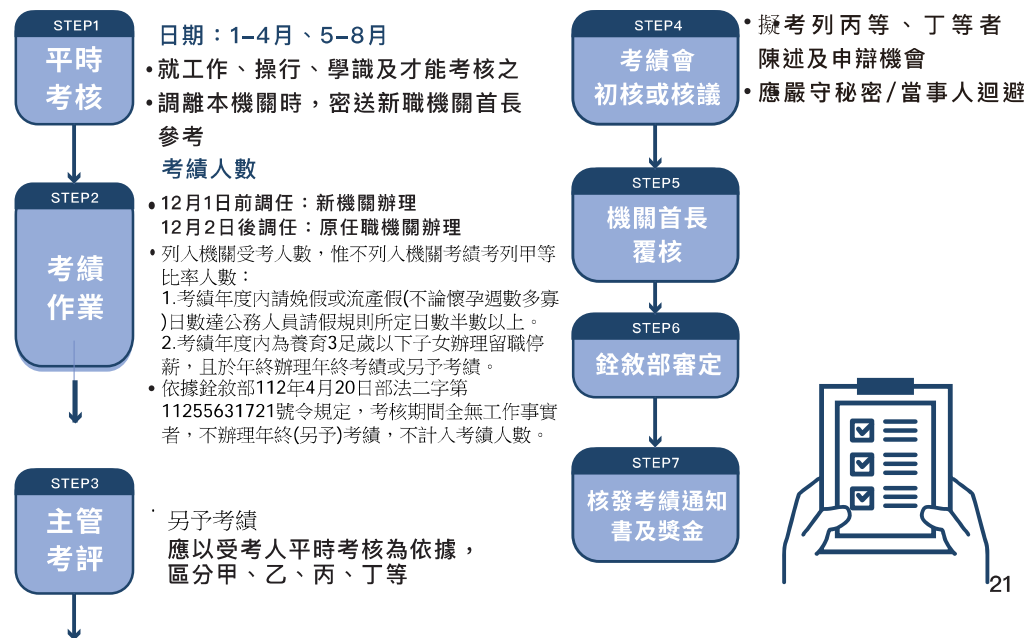 STEP1
平時
考核
日期：1–4月、5–8月
•就工作、操行、學識及才能考核之
•調離本機關時，密送新職機關首長
參考
STEP2
考績
作業
考績人數
•12月1日前調任：新機關辦理
12月2日後調任：原任職機關辦理
•列入機關受考人數，惟不列入機關考績考列甲等
比率人數：
1.考績年度內請娩假或流產假(不論懷孕週數多寡
)日數達公務人員請假規則所定日數半數以上。
2.考績年度內為養育3足歲以下子女辦理留職停
薪，且於年終辦理年終考績或另予考績。
•依據銓敘部112年4月20日部法二字第
11255631721號令規定，考核期間全無工作事實
者，不辦理年終(另予)考績，不計入考績人數。
STEP3
主管
考評
另予考績
應以受考人平時考核為依據，
區分甲、乙、丙、丁等
STEP4
考績會
初核或核議
•擬考列丙等、丁等者
陳述及申辯機會
•應嚴守秘密/當事人迴避
STEP5
機關首長
覆核
STEP6
銓敘部審定
STEP7
核發考績通知
書及獎金
21